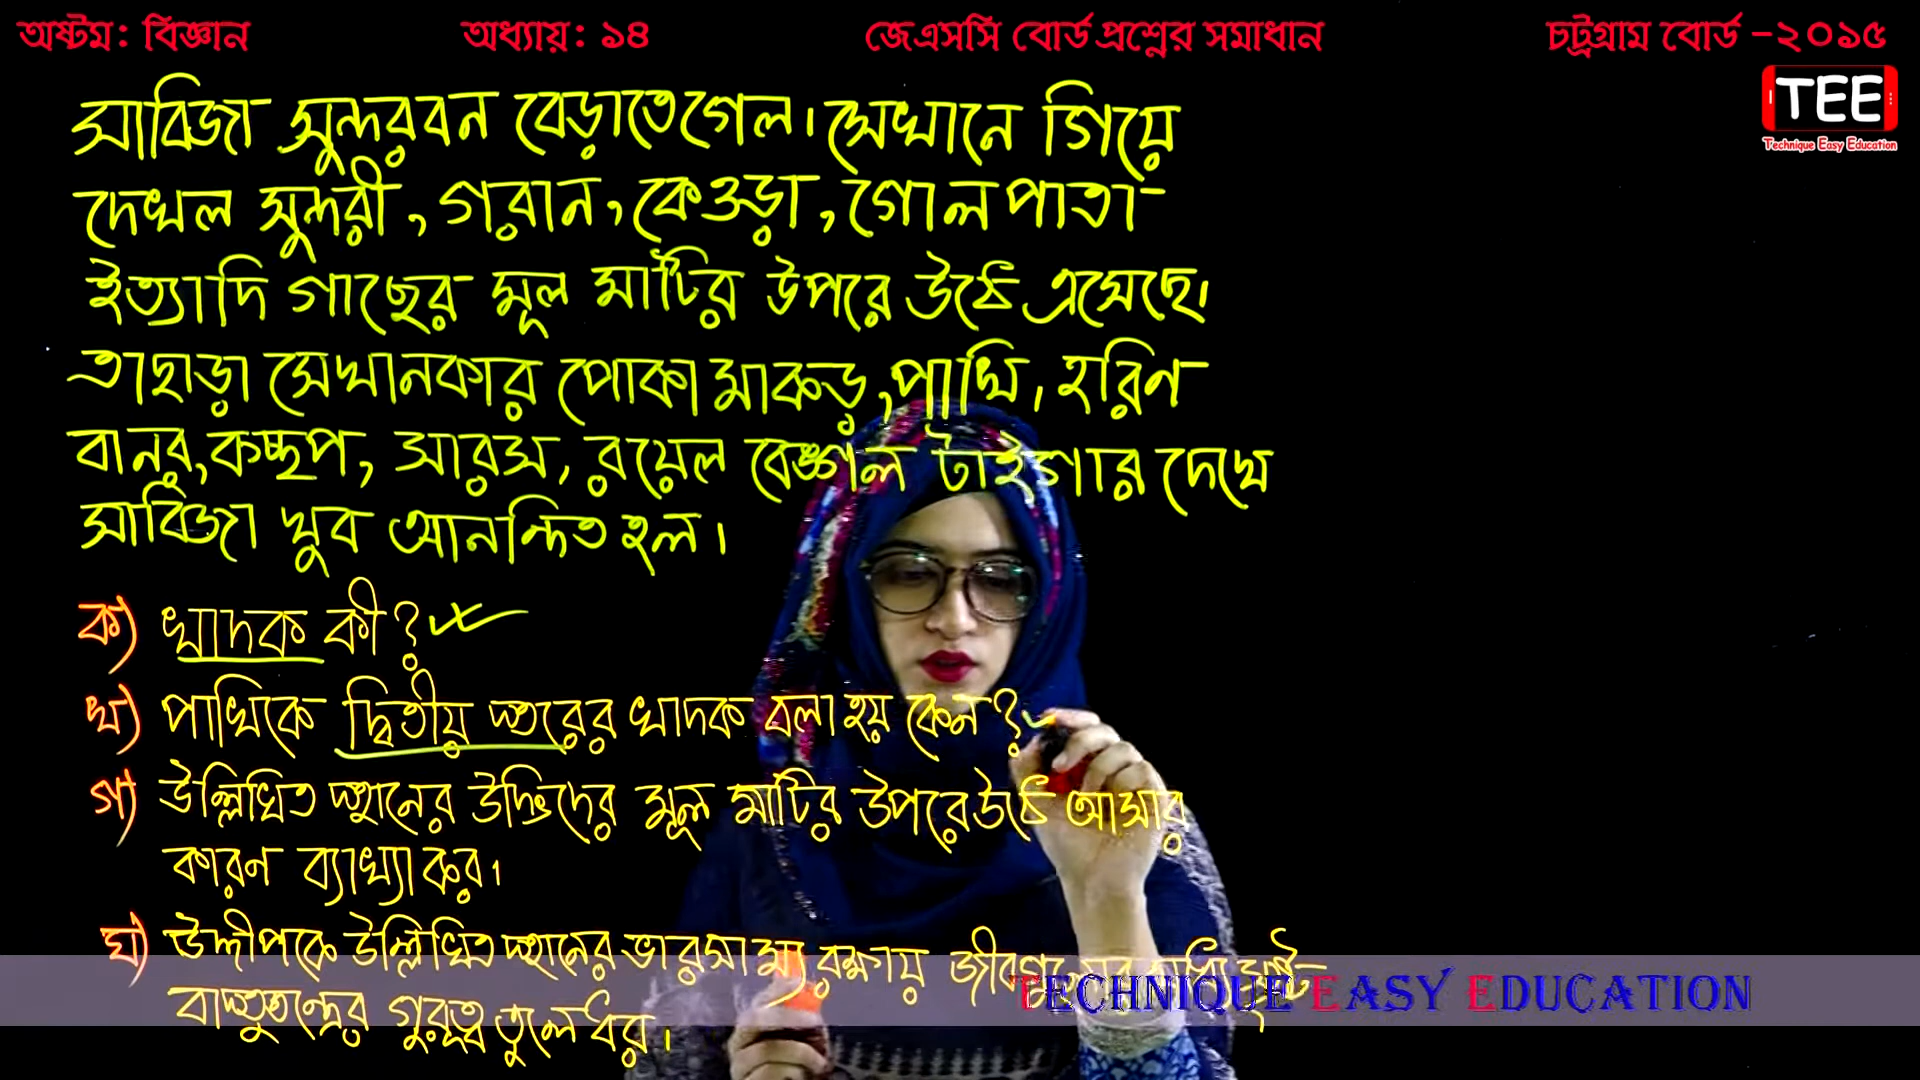 অষ্টম: বিজ্ঞান অধ্যায়: ১৪ জেএসসি বোর্ড প্রশ্নের সমাধান চট্রগ্রাম বোর্ড -২০১৫
TEE
Technique Easy Education
সাবিজা সুন্দরবন বেড়াতে গেল। সেখানে গিয়ে
দেখল সুন্দরী, গরান, কেওড়া, গোলপাতা
ইত্যাদি গাছের মূল মাটির উপরে উঠে এসেছে।
তাছাড়া সেখানকার পোকা মাকড়, পাখি, হরিণ
বানর, কচ্ছপ, সারস, রয়েল বেঙ্গল টাইগার দেখে
সাবিজা খুব আনন্দিত হল।
ক) খাদক কী?
খ) পাখিকে দ্বিতীয় স্তরের খাদক বলা হয় কেন?
গ) উল্লিখিত স্থানের উদ্ভিদের মূল মাটির উপরে উঠে আসার
কারণ ব্যাখ্যা কর।
ঘ) উদ্দীপকে উল্লিখিত স্থানের ভারসাম্য রক্ষায়
TECHNIQUE EASY EDUCATION
বাস্তুতন্ত্রের গুরুত্ব তুলে ধর।